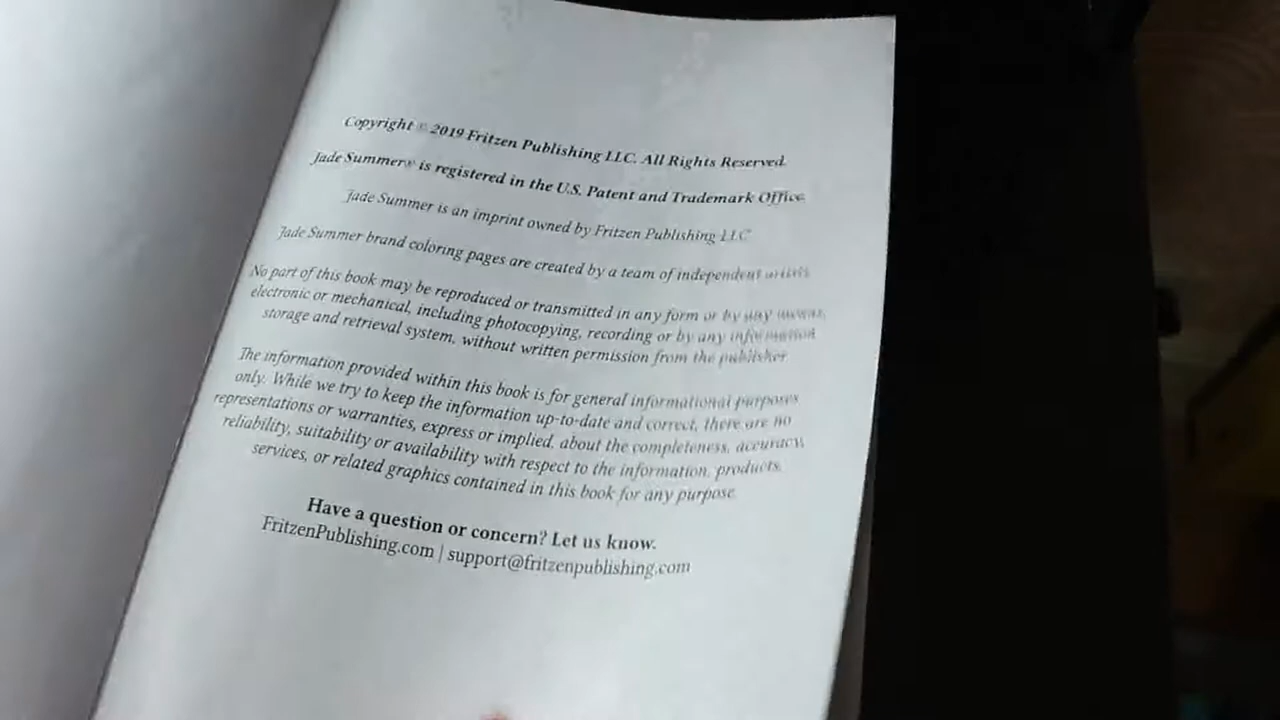 Copyright © 2019 Fritzen Publishing LLC. All Rights Reserved.
Jade Summer® is registered in the U.S. Patent and Trademark Office.
Jade Summer is an imprint owned by Fritzen Publishing LLC
Jade Summer brand coloring pages are created by a team of independent artists.
No part of this book may be reproduced or transmitted in any form or by any means,
electronic or mechanical, including photocopying, recording or by any information
storage and retrieval system, without written permission from the publisher
The information provided within this book is for general informational purposes
only. While we try to keep the information up-to-date and correct, there are no
representations or warranties, express or implied, about the completeness, accuracy,
reliability, suitability or availability with respect to the information, products,
services, or related graphics contained in this book for any purpose.
Have a question or concern? Let us know.
FritzenPublishing.com | support@fritzenpublishing.com